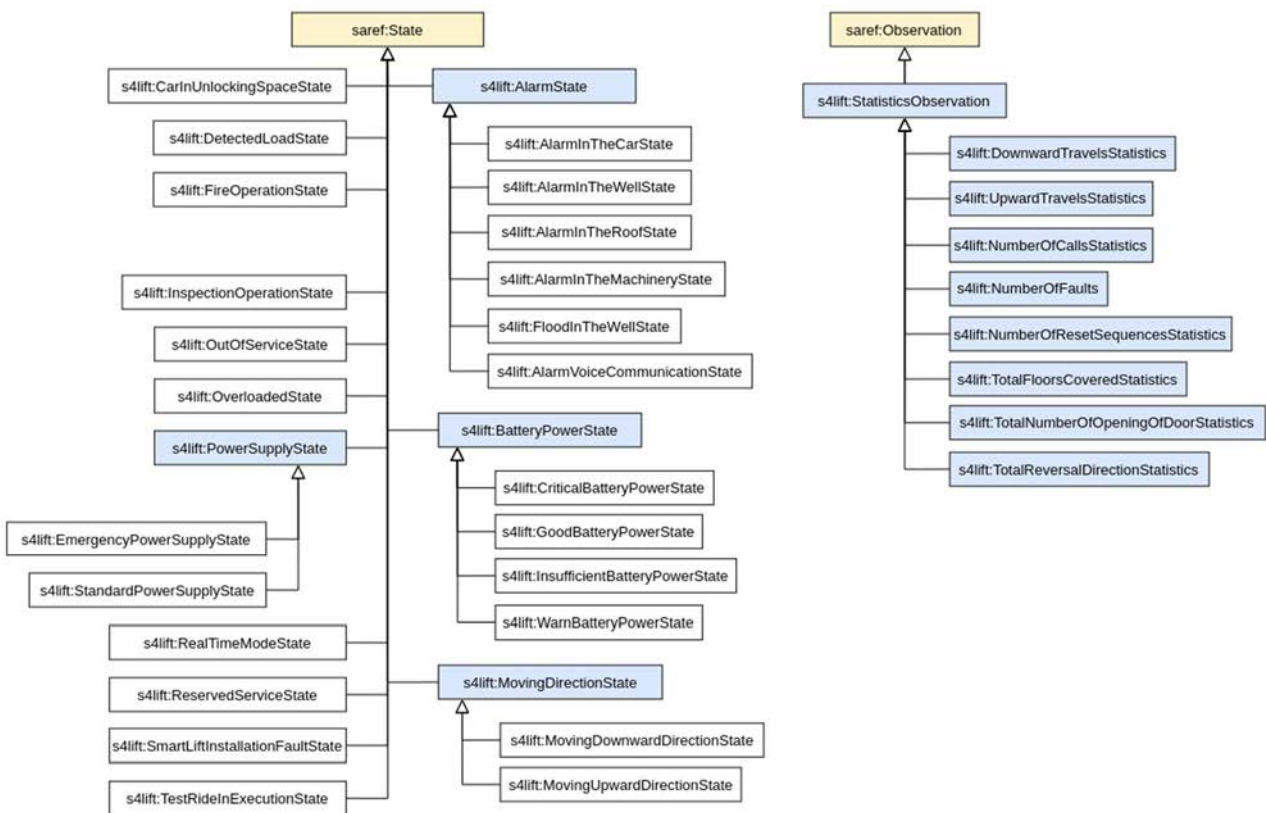 saref:State
s4lift:CarInUnlockingSpaceState
s4lift:DetectedLoadState
s4lift:FireOperationState
s4lift:InspectionOperationState
s4lift:OutOfServiceState
s4lift:OverloadedState
s4lift:PowerSupplyState
s4lift:EmergencyPowerSupplyState
s4lift:StandardPowerSupplyState
s4lift:RealTimeModeState
s4lift:ReservedServiceState
s4lift:SmartLiftInstallationFaultState
s4lift:TestRideInExecutionState
s4lift:AlarmState
s4lift:AlarmInTheCarState
s4lift:AlarmInTheWellState
s4lift:AlarmInTheRoofState
s4lift:AlarmInTheMachineryState
s4lift:FloodInTheWellState
s4lift:AlarmVoiceCommunicationState
s4lift:BatteryPowerState
s4lift:CriticalBatteryPowerState
s4lift:GoodBatteryPowerState
s4lift:InsufficientBatteryPowerState
s4lift:WarnBatteryPowerState
s4lift:MovingDirectionState
s4lift:MovingDownwardDirectionState
s4lift:MovingUpwardDirectionState
saref:Observation
s4lift:StatisticsObservation
s4lift:DownwardTravelsStatistics
s4lift:UpwardTravelsStatistics
s4lift:NumberOfCallsStatistics
s4lift:NumberOfFaults
s4lift:NumberOfResetSequencesStatistics
s4lift:TotalFloorsCoveredStatistics
s4lift:TotalNumberOfOpeningOfDoorStatistics
s4lift:TotalReversalDirectionStatistics